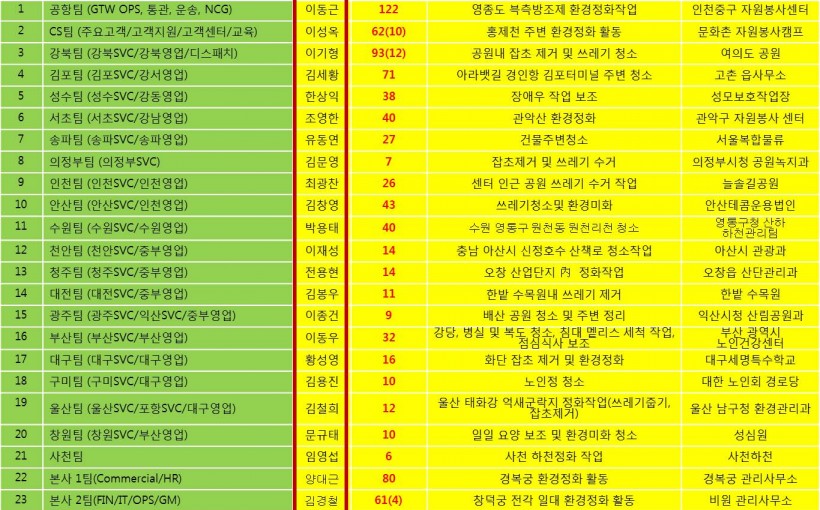 1 공항팀 (GTW OPS, 통관, 운송, NCG) 이동근 122 영종도 북측방조제 환경정화작업 인천중구 자원봉사센터
2 CS팀 (주요고객/고객지원/고객센터/교육) 이성옥 62(10) 홍제천 주변 환경정화 활동 문화촌 자원봉사캠프
3 강북팀 (강북SVC/강북영업/디스패치) 이기형 93(12) 공원내 잡초 제거 및 쓰레기 청소 여의도 공원
4 김포팀 (김포SVC/강서영업) 김세황 71 아라뱃길 경인항 김포터미널 주변 청소 고촌 읍사무소
5 성수팀 (성수SVC/강동영업) 한상익 38 장애우 작업 보조 성모보호작업장
6 서초팀 (서초SVC/강남영업) 조영한 40 관악산 환경정화 관악구 자원봉사 센터
7 송파팀 (송파SVC/송파영업) 유동연 27 건물주변청소 서울복합물류
8 의정부팀 (의정부SVC) 김문영 7 잡초제거 및 쓰레기 수거 의정부시청 공원녹지과
9 인천팀 (인천SVC/인천영업) 최광찬 26 센터 인근 공원 쓰레기 수거 작업 늘솔길공원
10 안산팀 (안산SVC/인천영업) 김창영 43 쓰레기청소및 환경미화 안산테콤운용법인
11 수원팀 (수원SVC/수원영업) 박용태 40 수원 영통구 원천동 원천리천 청소 영통구청 산하
하천관리팀
12 천안팀 (천안SVC/중부영업) 이재성 14 충남 아산시 신정호수 산책로 청소작업 아산시 관광과
13 청주팀 (청주SVC/중부영업) 전용현 14 오창 산업단지 內 정화작업 오창읍 산단관리과
14 대전팀 (대전SVC/중부영업) 김봉우 11 한밭 수목원내 쓰레기 제거 한밭 수목원
15 광주팀 (광주SVC/익산SVC/중부영업) 이종건 9 배산 공원 청소 및 주변 정리 익산시청 산림공원과
16 부산팀 (부산SVC/부산영업) 이동우 32 강당, 병실 및 복도 청소, 침대 멜리스 세척 작업,
점심식사 보조 부산 광역시
노인건강센터
17 대구팀 (대구SVC/대구영업) 황성영 16 화단 잡초 제거 및 환경정화 대구세명특수학교
18 구미팀 (구미SVC/대구영업) 김용진 10 노인정 청소 대한 노인회 경로당
19 울산팀 (울산SVC/포항SVC/대구영업) 김철희 12 울산 태화강 억새군락지 정화작업(쓰레기줍기,
잡초제거) 울산 남구청 환경관리과
20 창원팀 (창원SVC/부산영업) 문규태 10 일일 요양 보조 및 환경미화 청소 성심원
21 사천팀 임영섭 6 사천 하천정화 작업 사천하천
22 본사 1팀(Commercial/HR) 양대근 80 경복궁 환경정화 활동 경복궁 관리사무소
23 본사 2팀(FIN/IT/OPS/GM) 김경철 61(4) 창덕궁 전각 일대 환경정화 활동 비원 관리사무소